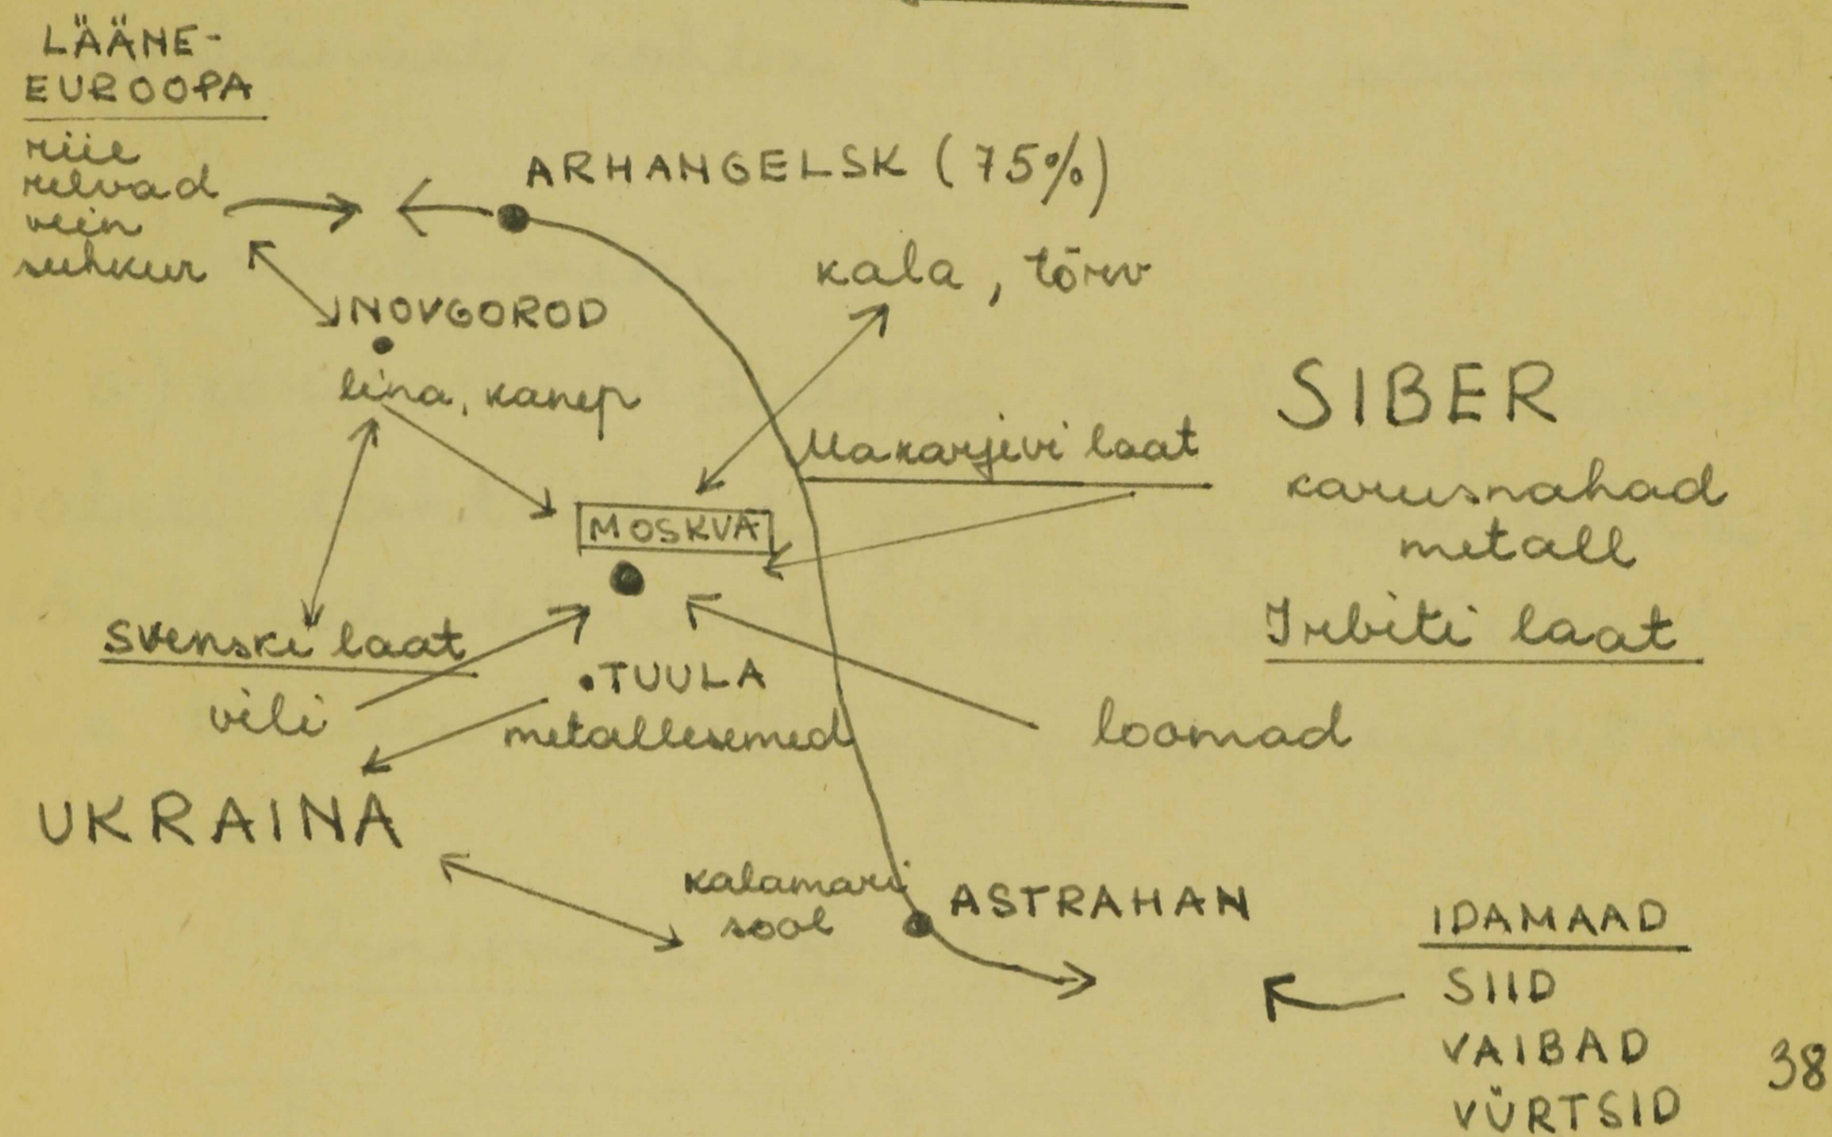 LÄÄNE-
EUROOPA
riie
relvad
vein
suhkur
ARHANGELSK (75%)
kala, tõrv
NOVGOROD
lina, kanep
SIBER
karusnahad
metall
Irbiti laat
Makarjevi laat
MOSKVA
Svenski laat
vili
TUULA
metallesemed
loomad
UKRAINA
kalamari
sool
ASTRAHAN
IDAMAAD
SIID
VAIBAD
VÜRTSID
38